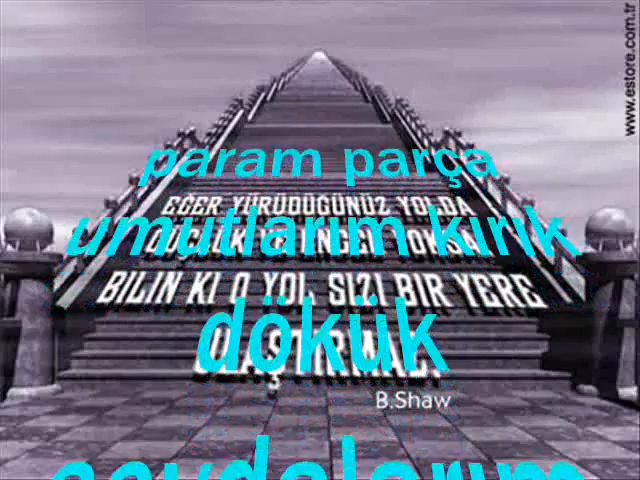 www.estore.com.tr
param parça
EĞER YÜRÜDÜĞÜNÜZ YOLDA
umutlarım kırık
BİLİN Kİ O YOL SİZİ BİR YERE
dökük
B.Shaw
sevdalarım